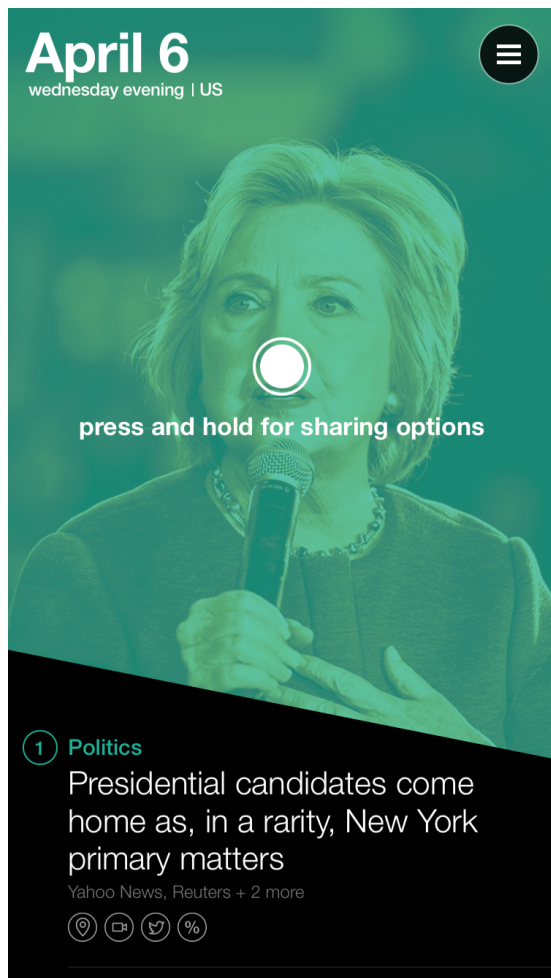 April 6
wednesday evening | US
press and hold for sharing options
1 Politics
Presidential candidates come
home as, in a rarity, New York
primary matters
Yahoo News, Reuters + 2 more
%